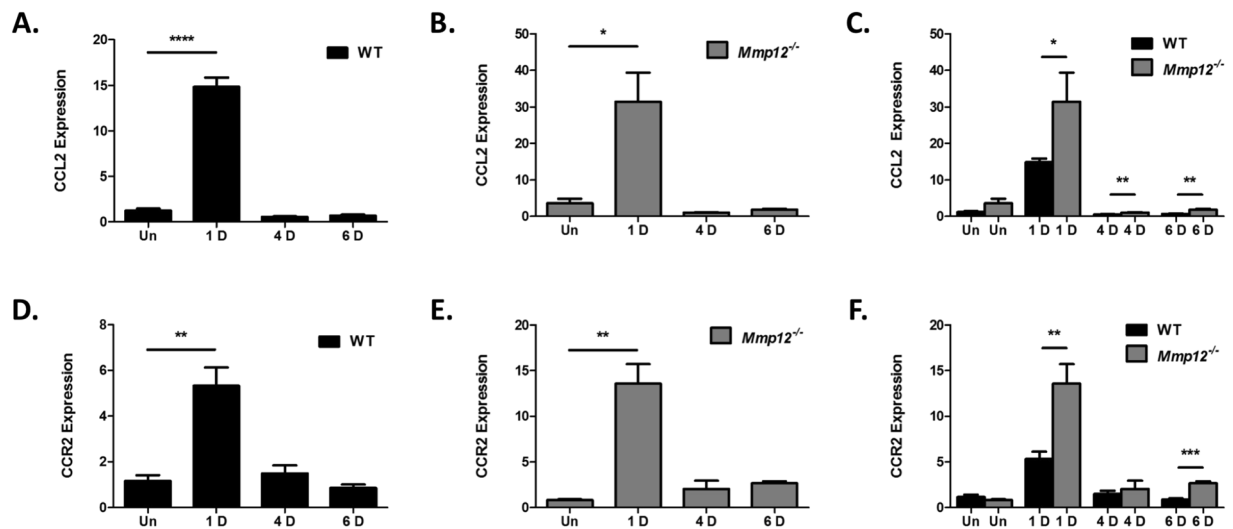 A.
20
15
10
5
0
CCL2 Expression
****
WT
Un 1 D 4 D 6 D
B.
50
40
30
20
10
0
CCL2 Expression
*
Mmp12-/-
Un 1 D 4 D 6 D
C.
50
40
30
20
10
0
CCL2 Expression
*
**
**
WT
Mmp12-/-
Un Un 1 D 1 D 4 D 4 D 6 D 6 D
D.
8
6
4
2
0
CCR2 Expression
**
WT
Un 1 D 4 D 6 D
E.
20
15
10
5
0
CCR2 Expression
**
Mmp12-/-
Un 1 D 4 D 6 D
F.
20
15
10
5
0
CCR2 Expression
**
***
WT
Mmp12-/-
Un Un 1 D 1 D 4 D 4 D 6 D 6 D